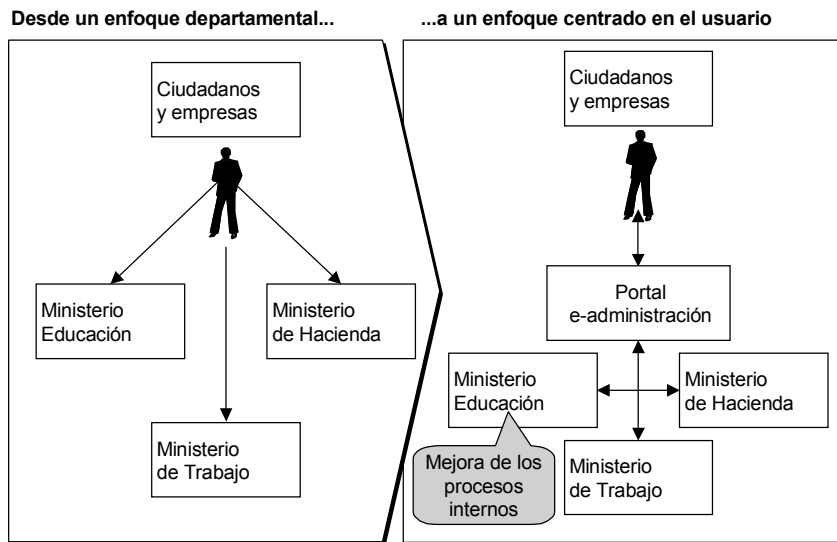 Desde un enfoque departamental...
...a un enfoque centrado en el usuario
Ciudadanos
y empresas
Ministerio
Educación
Ministerio
de Hacienda
Ministerio
de Trabajo
Ciudadanos
y empresas
Portal
e-administración
Ministerio
Educación
Ministerio
de Hacienda
Mejora de los
procesos
internos
Ministerio
de Trabajo